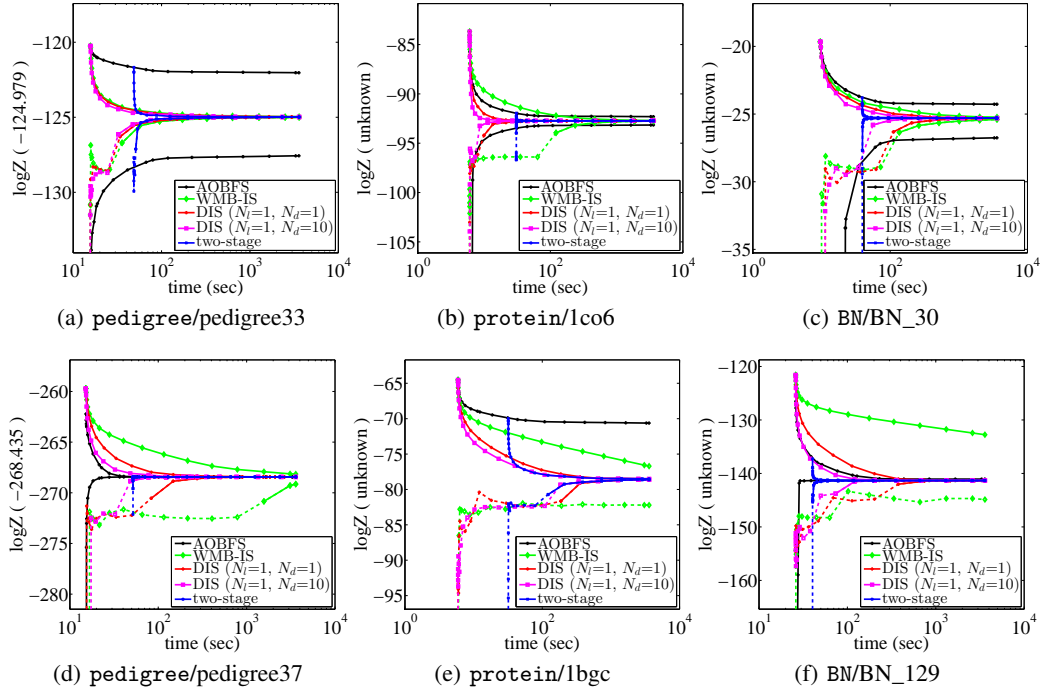 logZ ( −124.979)
−120
−125
−130
AOBFS
WMB-IS
DIS (N_l=1, N_d=1)
DIS (N_l=1, N_d=10)
two-stage
10^1 10^2 10^3 10^4
time (sec)
(a) pedigree/pedigree33
logZ ( unknown)
−85
−90
−95
−100
−105
AOBFS
WMB-IS
DIS (N_l=1, N_d=1)
DIS (N_l=1, N_d=10)
two-stage
10^0 10^2 10^4
time (sec)
(b) protein/1co6
logZ ( unknown)
−20
−25
−30
−35
AOBFS
WMB-IS
DIS (N_l=1, N_d=1)
DIS (N_l=1, N_d=10)
two-stage
10^0 10^2 10^4
time (sec)
(c) BN/BN_30
logZ ( −268.435)
−260
−265
−270
−275
−280
AOBFS
WMB-IS
DIS (N_l=1, N_d=1)
DIS (N_l=1, N_d=10)
two-stage
10^1 10^2 10^3 10^4
time (sec)
(d) pedigree/pedigree37
logZ ( unknown)
−65
−70
−75
−80
−85
−90
−95
AOBFS
WMB-IS
DIS (N_l=1, N_d=1)
DIS (N_l=1, N_d=10)
two-stage
10^0 10^2 10^4
time (sec)
(e) protein/1bgc
logZ ( unknown)
−120
−130
−140
−150
−160
AOBFS
WMB-IS
DIS (N_l=1, N_d=1)
DIS (N_l=1, N_d=10)
two-stage
10^1 10^2 10^3 10^4
time (sec)
(f) BN/BN_129